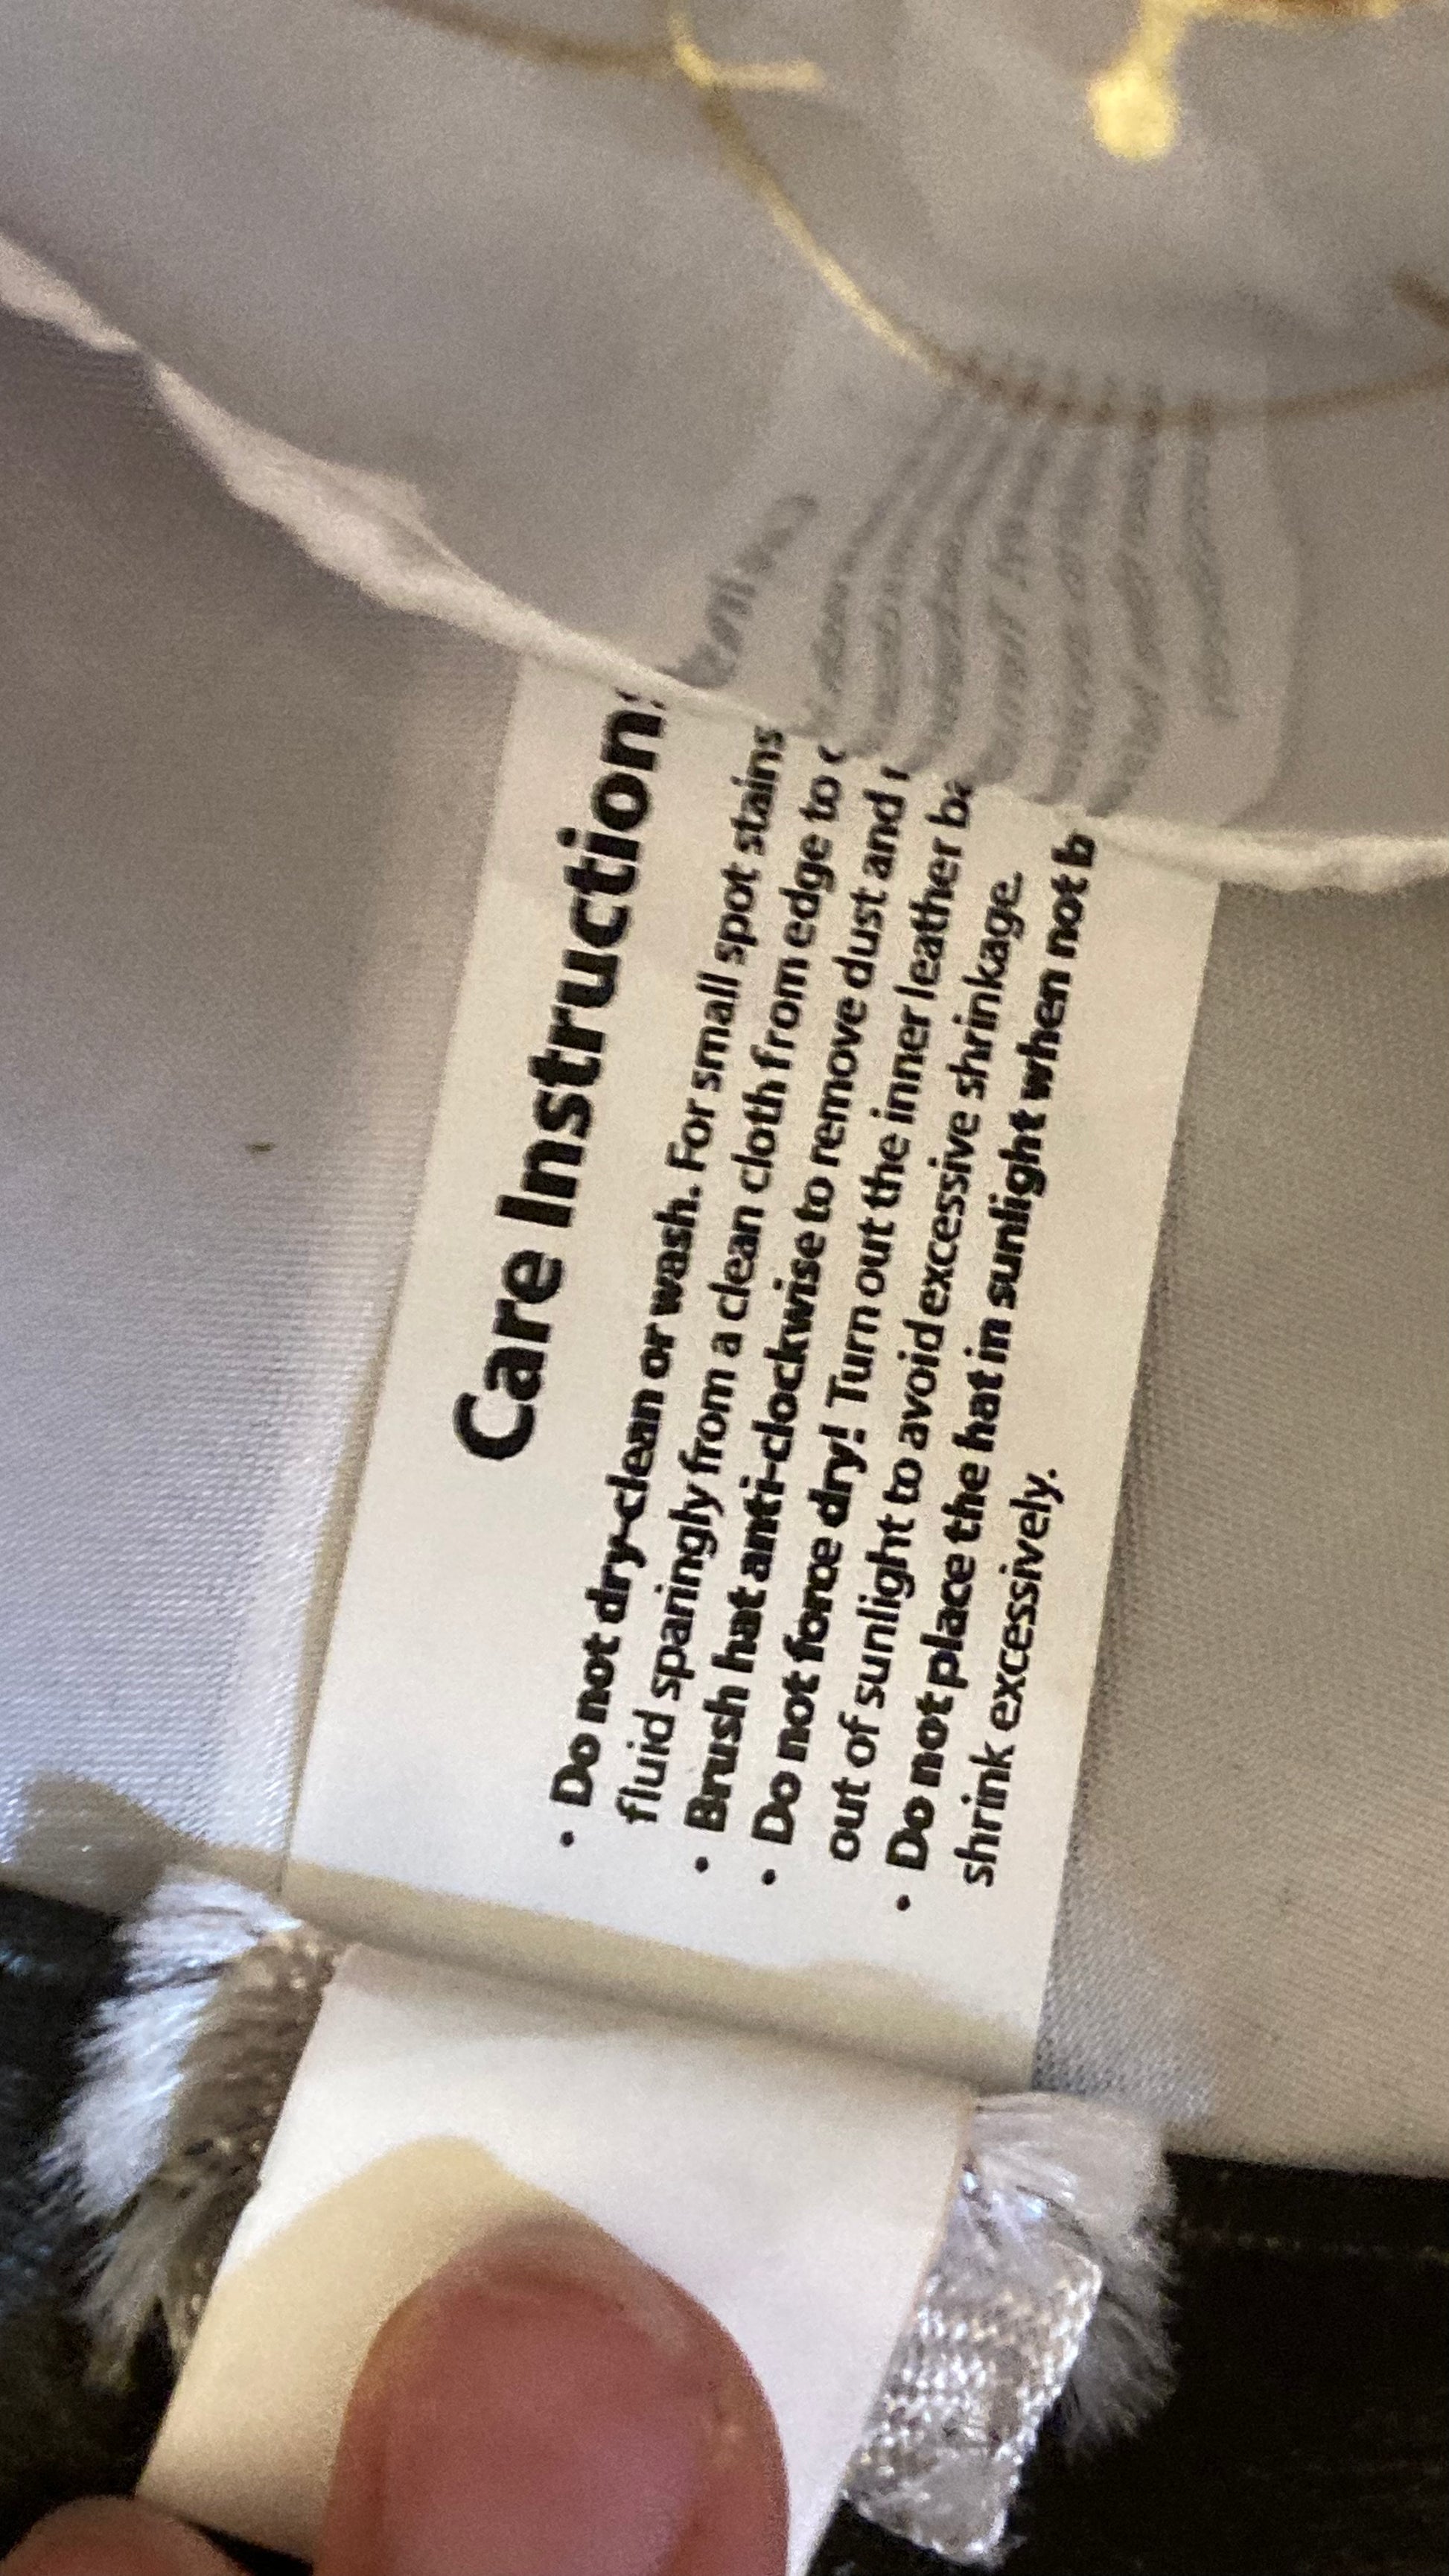 Care Instructions
• Do not dry-clean or wash. For small spot stains
fluid sparingly from a clean cloth from edge to
• Brush hat anti-clockwise to remove dust and
• Do not force dry! Turn out the inner leather
out of sunlight to avoid excessive shrinkage.
• Do not place the hat in sunlight when not
shrink excessively.